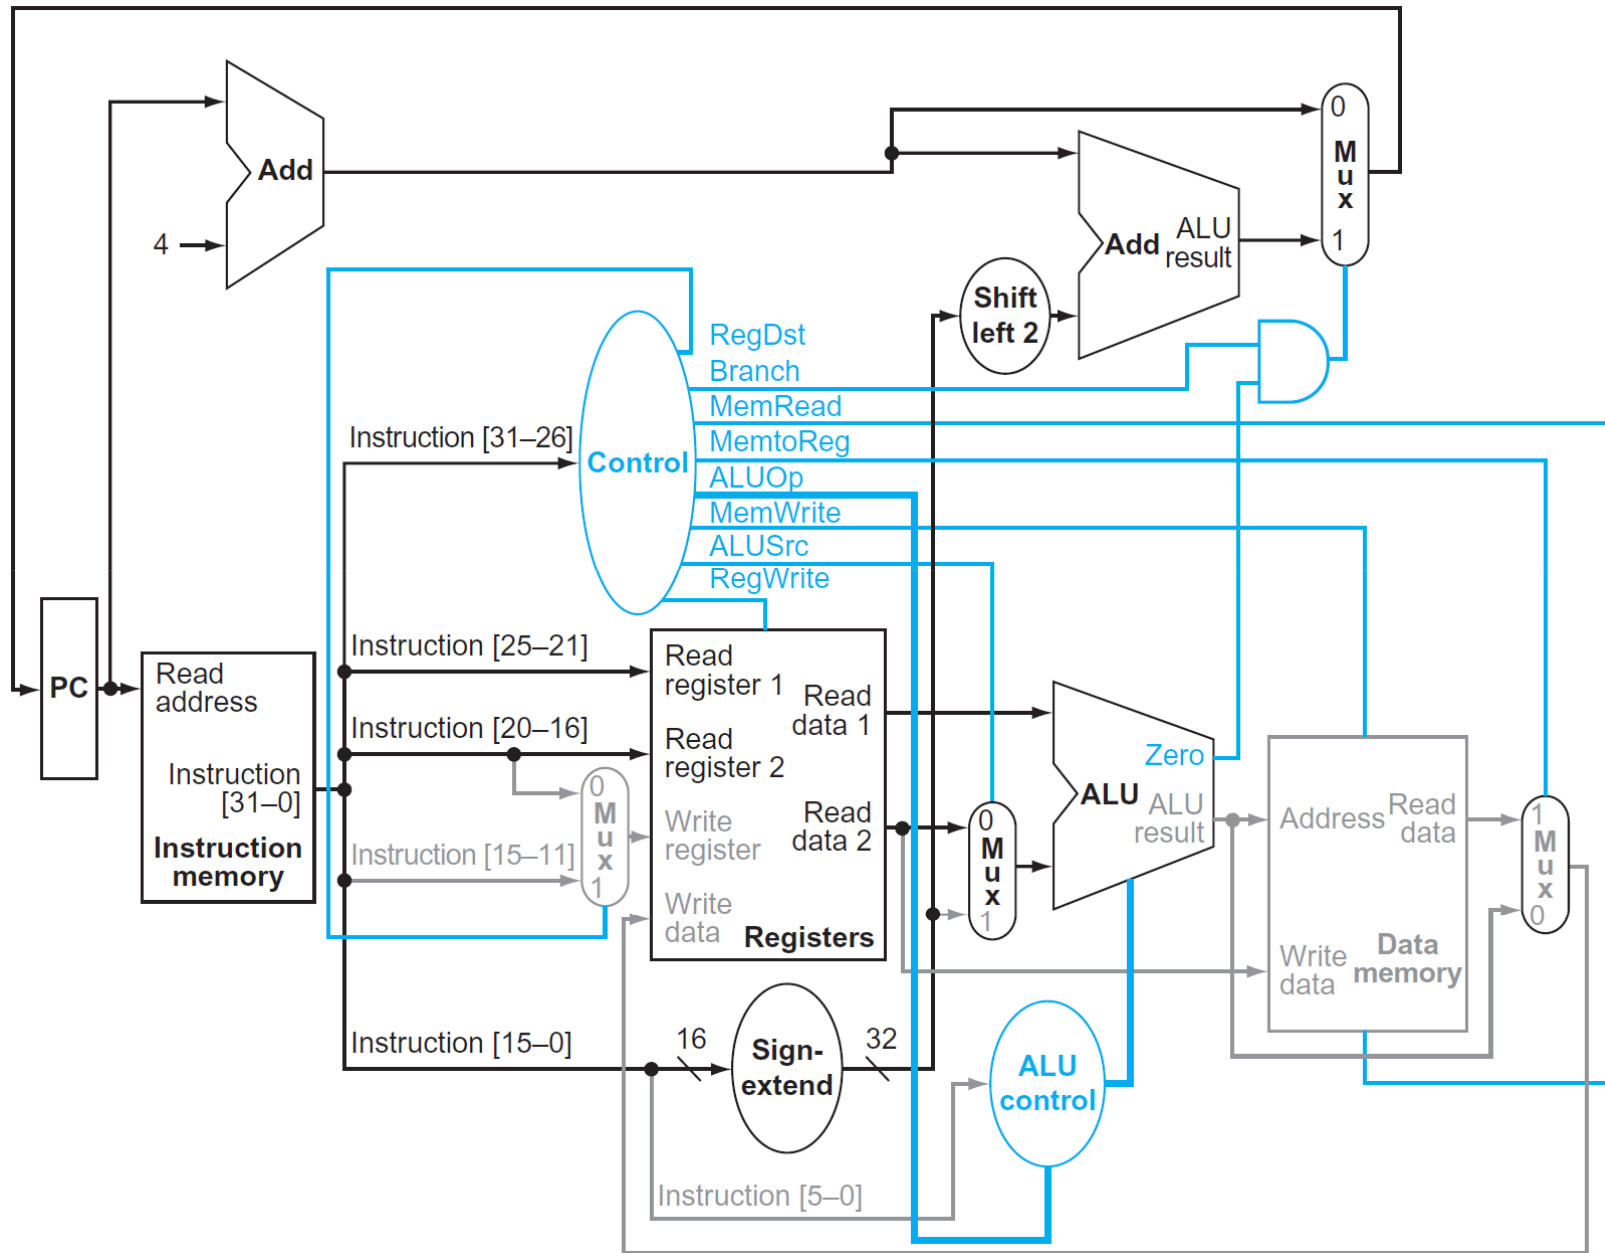 0
M
u
x
1
Add
4
Add
ALU
result
Shift
left 2
RegDst
Branch
MemRead
MemtoReg
ALUOp
MemWrite
ALUSrc
RegWrite
Control
Instruction [31–26]
PC
Read
address
Instruction
[31–0]
Instruction
memory
Instruction [25–21]
Instruction [20–16]
Instruction [15–11]
0
M
u
x
1
Read
register 1
Read
register 2
Write
register
Write
data
Read
data 1
Read
data 2
Registers
0
M
u
x
1
Zero
ALU
ALU
result
Address
Read
data
Write
data
Data
memory
1
M
u
x
0
Instruction [15–0]
16
Sign-
extend
32
ALU
control
Instruction [5–0]